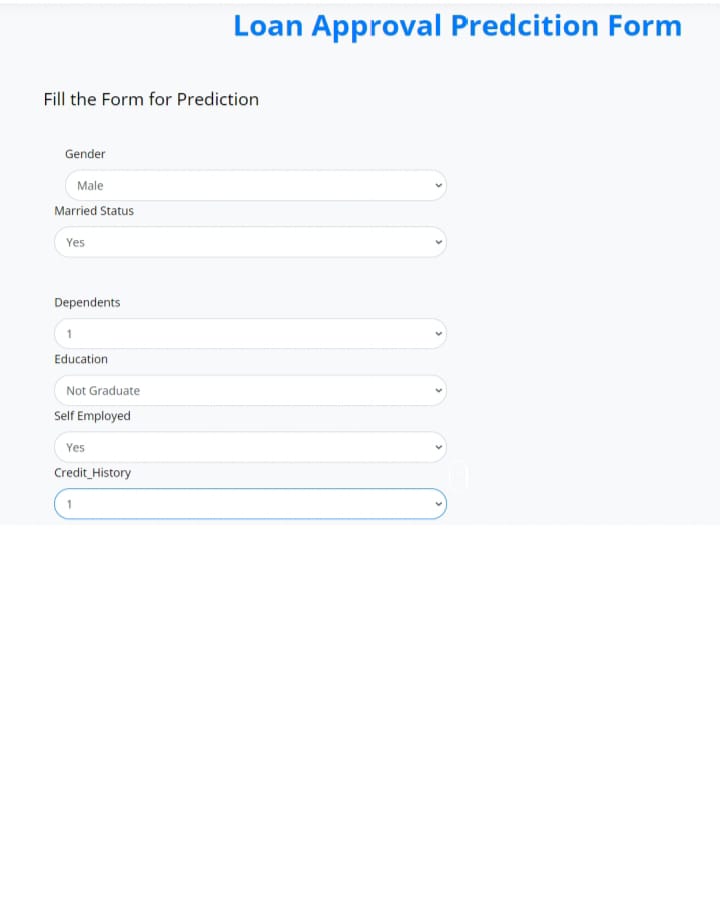 Loan Approval Predcition Form
Fill the Form for Prediction
Gender
Male
Married Status
Yes
Dependents
1
Education
Not Graduate
Self Employed
Yes
Credit_History
1